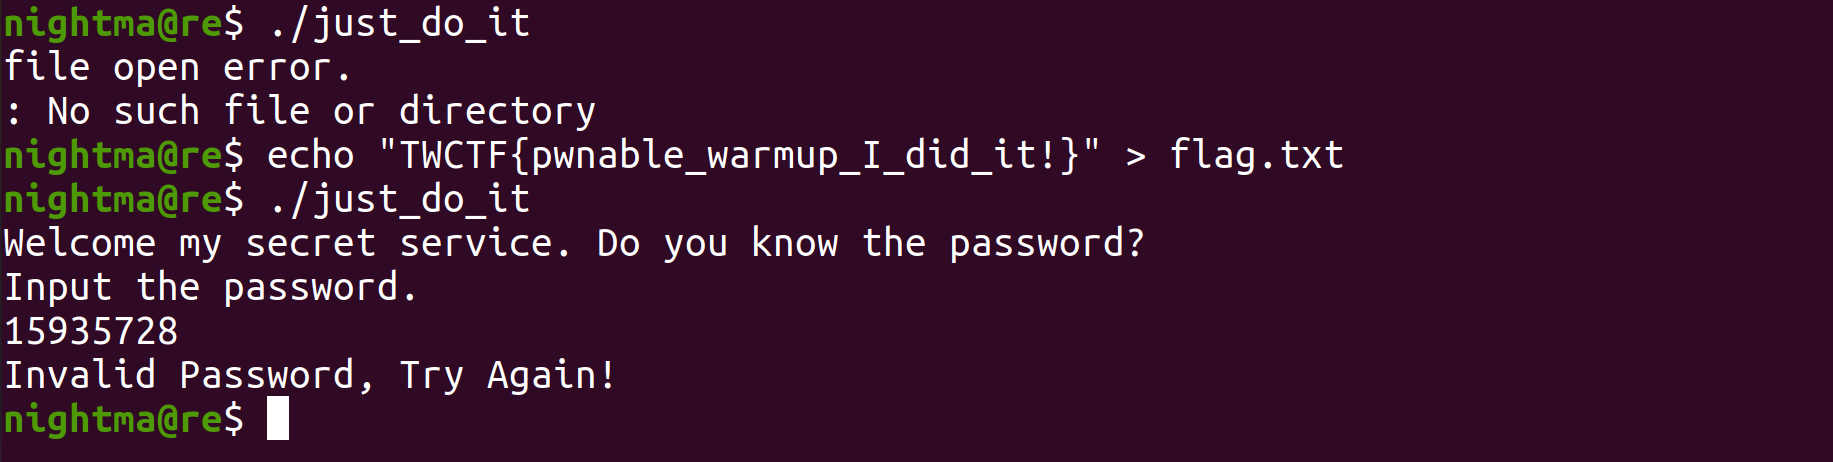 nightma@re$ ./just_do_it
file open error.
: No such file or directory
nightma@re$ echo "TWCTF{pwnable_warmup_I_did_it!}" > flag.txt
nightma@re$ ./just_do_it
Welcome my secret service. Do you know the password?
Input the password.
15935728
Invalid Password, Try Again!
nightma@re$